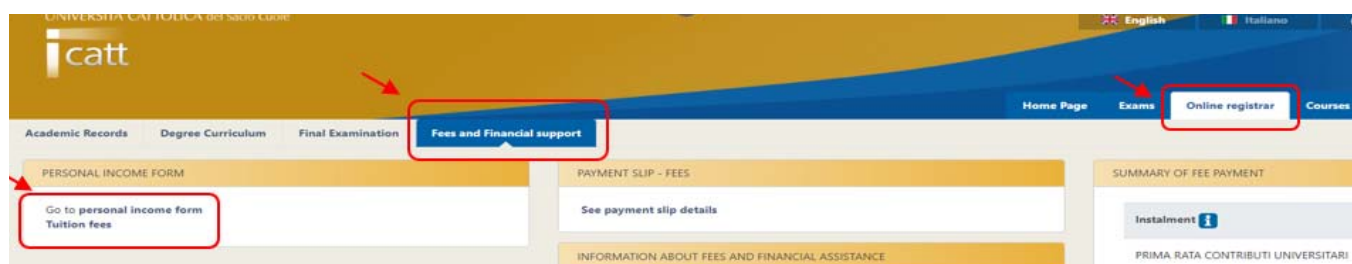 UNIVERSITÀ CATTOLICA del Sacro Cuore
icatt
English
Italiano
Home Page
Exams
Online registrar
Courses
Academic Records
Degree Curriculum
Final Examination
Fees and Financial support
PERSONAL INCOME FORM
Go to personal income form
Tuition fees
PAYMENT SLIP - FEES
See payment slip details
INFORMATION ABOUT FEES AND FINANCIAL ASSISTANCE
SUMMARY OF FEE PAYMENT
Instalment i
PRIMA RATA CONTRIBUTI UNIVERSITARI